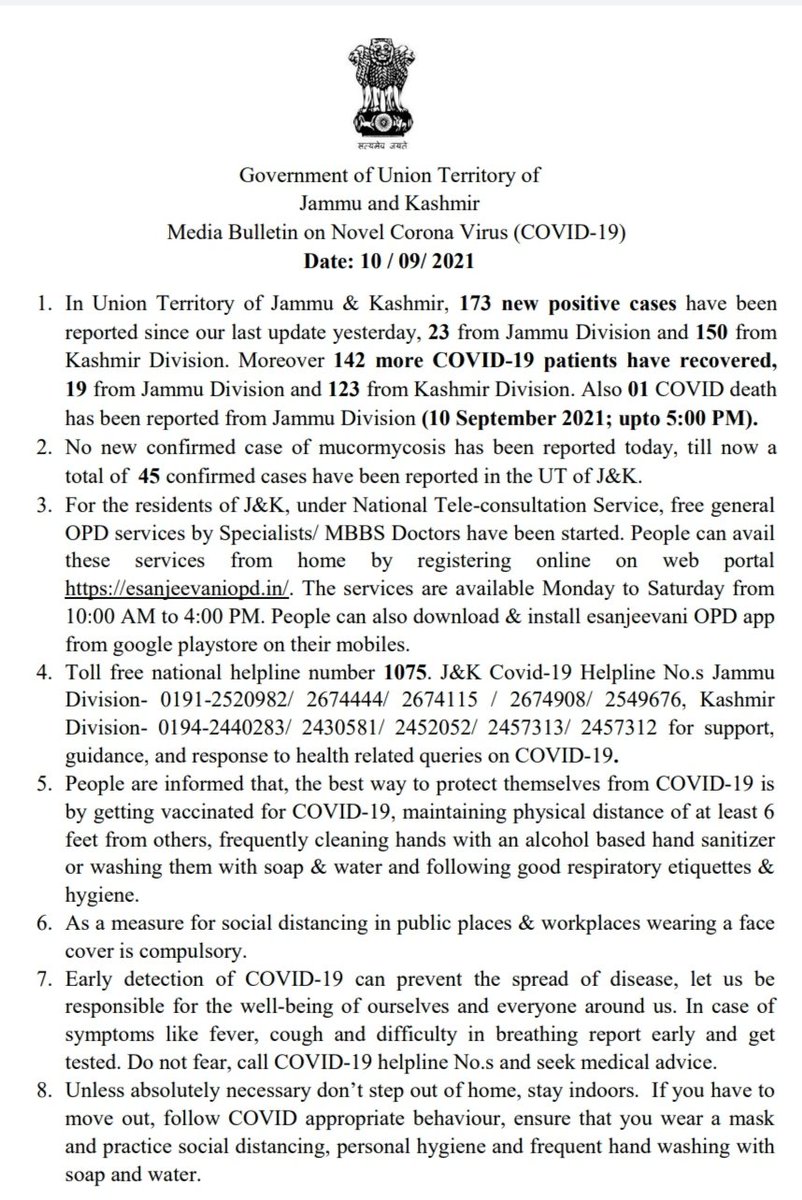 सत्यमेव जयते
Government of Union Territory of
Jammu and Kashmir
Media Bulletin on Novel Corona Virus (COVID-19)
Date: 10 / 09/ 2021
1. In Union Territory of Jammu & Kashmir, 173 new positive cases have been
reported since our last update yesterday, 23 from Jammu Division and 150 from
Kashmir Division. Moreover 142 more COVID-19 patients have recovered,
19 from Jammu Division and 123 from Kashmir Division. Also 01 COVID death
has been reported from Jammu Division (10 September 2021; upto 5:00 PM).
2. No new confirmed case of mucormycosis has been reported today, till now a
total of 45 confirmed cases have been reported in the UT of J&K.
3. For the residents of J&K, under National Tele-consultation Service, free general
OPD services by Specialists/ MBBS Doctors have been started. People can avail
these services from home by registering online on web portal
https://esanjeevaniopd.in/. The services are available Monday to Saturday from
10:00 AM to 4:00 PM. People can also download & install esanjeevani OPD app
from google playstore on their mobiles.
4. Toll free national helpline number 1075. J&K Covid-19 Helpline No.s Jammu
Division- 0191-2520982/ 2674444/ 2674115 / 2674908/ 2549676, Kashmir
Division- 0194-2440283/ 2430581/ 2452052/ 2457313/ 2457312 for support,
guidance, and response to health related queries on COVID-19.
5. People are informed that, the best way to protect themselves from COVID-19 is
by getting vaccinated for COVID-19, maintaining physical distance of at least 6
feet from others, frequently cleaning hands with an alcohol based hand sanitizer
or washing them with soap & water and following good respiratory etiquettes &
hygiene.
6. As a measure for social distancing in public places & workplaces wearing a face
cover is compulsory.
7. Early detection of COVID-19 can prevent the spread of disease, let us be
responsible for the well-being of ourselves and everyone around us. In case of
symptoms like fever, cough and difficulty in breathing report early and get
tested. Do not fear, call COVID-19 helpline No.s and seek medical advice.
8. Unless absolutely necessary don’t step out of home, stay indoors. If you have to
move out, follow COVID appropriate behaviour, ensure that you wear a mask
and practice social distancing, personal hygiene and frequent hand washing with
soap and water.